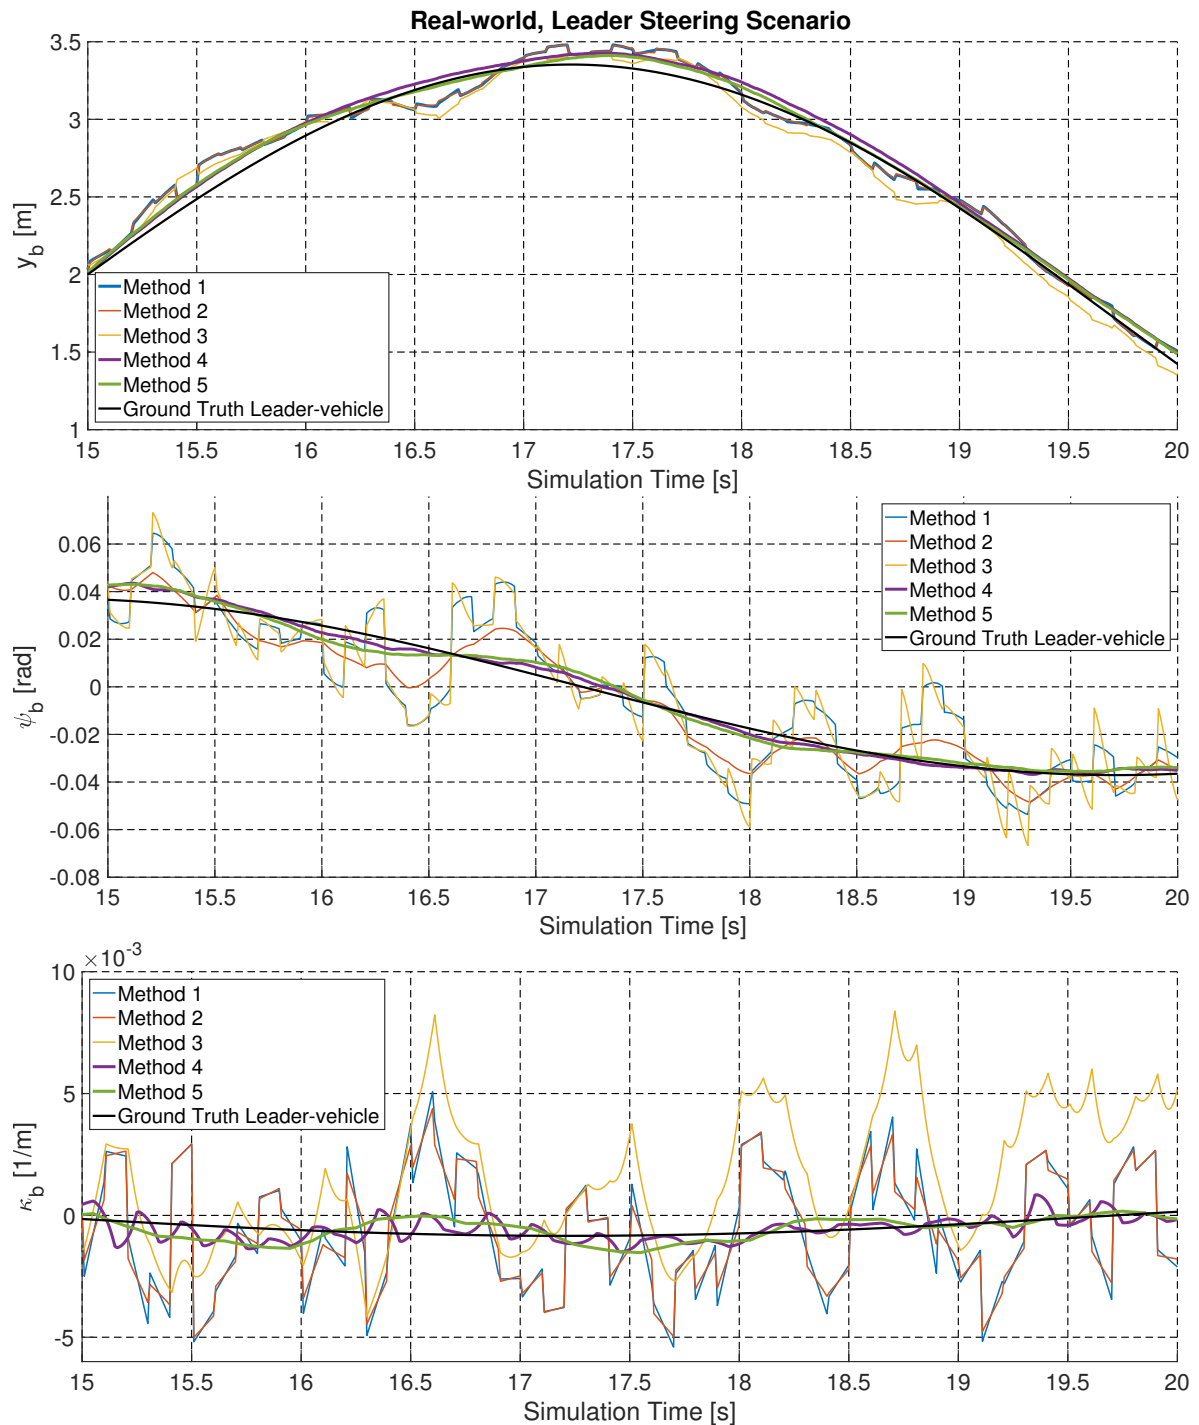 Real-world, Leader Steering Scenario
3.5
3
2.5
2
1.5
1
y_b [m]
Method 1
Method 2
Method 3
Method 4
Method 5
Ground Truth Leader-vehicle
15 15.5 16 16.5 17 17.5 18 18.5 19 19.5 20
Simulation Time [s]
0.06
0.04
0.02
0
-0.02
-0.04
-0.06
-0.08
ψ_b [rad]
Method 1
Method 2
Method 3
Method 4
Method 5
Ground Truth Leader-vehicle
15 15.5 16 16.5 17 17.5 18 18.5 19 19.5 20
Simulation Time [s]
×10⁻³
10
5
0
-5
κ_b [1/m]
Method 1
Method 2
Method 3
Method 4
Method 5
Ground Truth Leader-vehicle
15 15.5 16 16.5 17 17.5 18 18.5 19 19.5 20
Simulation Time [s]